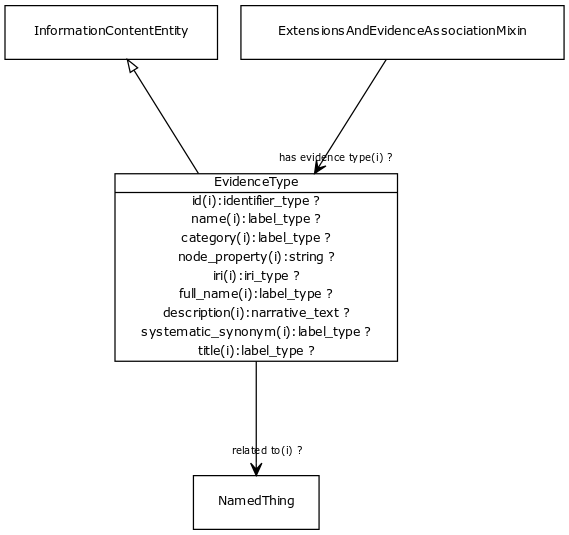 InformationContentEntity
ExtensionsAndEvidenceAssociationMixin
has evidence type(i) ?
EvidenceType
id(i):identifier_type ?
name(i):label_type ?
category(i):label_type ?
node_property(i):string ?
iri(i):iri_type ?
full_name(i):label_type ?
description(i):narrative_text ?
systematic_synonym(i):label_type ?
title(i):label_type ?
related to(i) ?
NamedThing